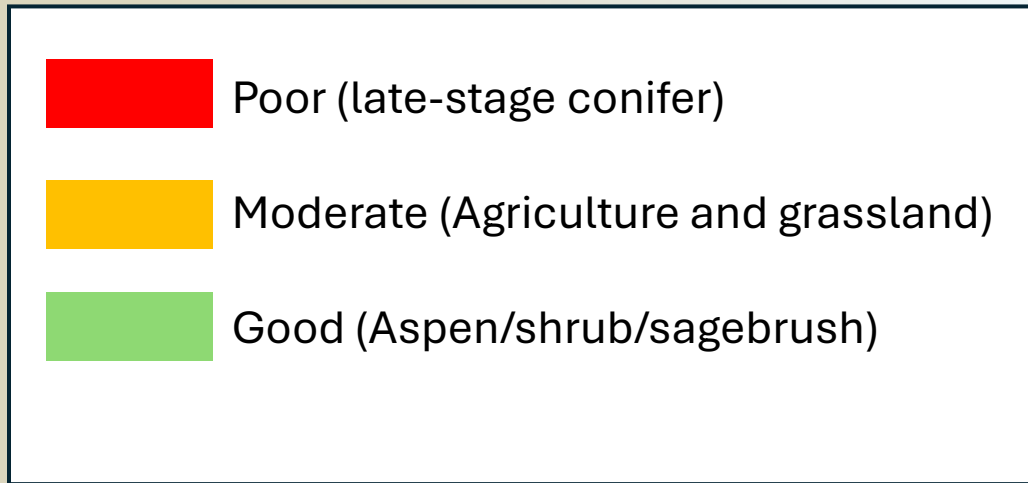 Poor (late-stage conifer)
Moderate (Agriculture and grassland)
Good (Aspen/shrub/sagebrush)